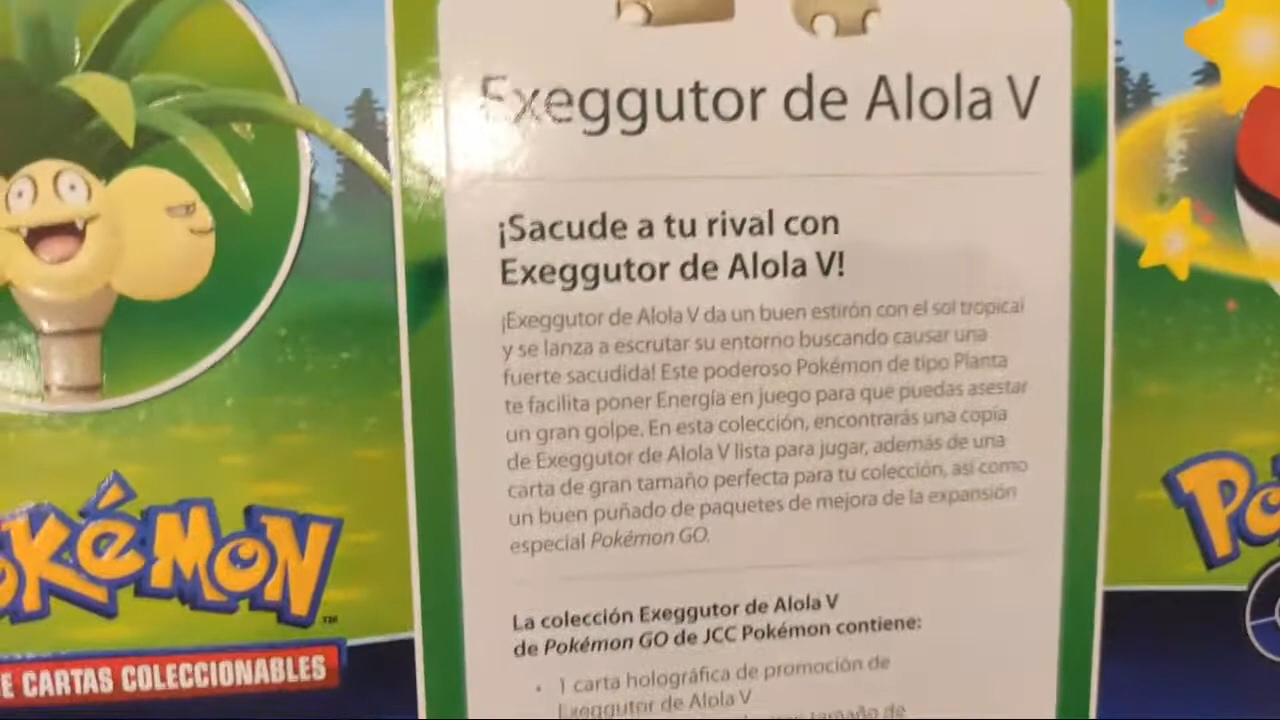 Exeggutor de Alola V
¡Sacude a tu rival con
Exeggutor de Alola V!
¡Exeggutor de Alola V da un buen estirón con el sol tropical
y se lanza a escrutar su entorno buscando causar una
fuerte sacudida! Este poderoso Pokémon de tipo Planta
te facilita poner Energía en juego para que puedas asestar
un gran golpe. En esta colección, encontrarás una copia
de Exeggutor de Alola V lista para jugar, además de una
carta de gran tamaño perfecta para tu colección, así como
un buen puñado de paquetes de mejora de la expansión
especial Pokémon GO.
La colección Exeggutor de Alola V
de Pokémon GO de JCC Pokémon contiene:
• 1 carta holográfica de promoción de
Exeggutor de Alola V
tamaño de
OKéMON™
E CARTAS COLECCIONABLES
Po